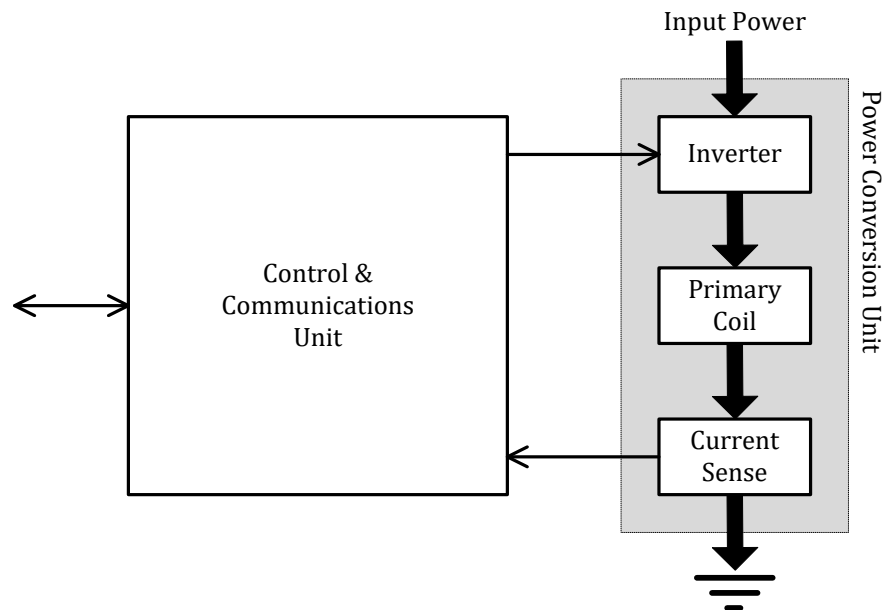 Input Power
Power Conversion Unit
Inverter
Control &
Communications
Unit
Primary
Coil
Current
Sense